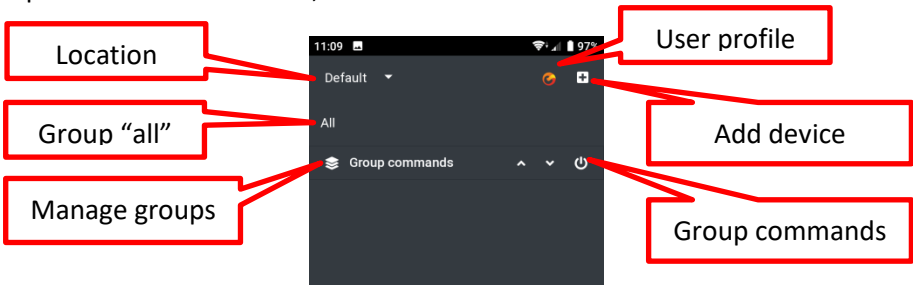 Location
User profile
11:09
97%
Default
Group “all”
All
Add device
Group commands
Manage groups
Group commands